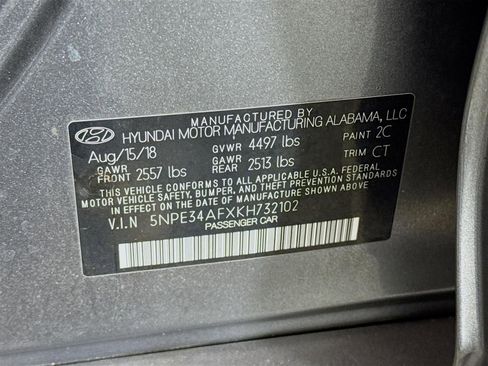 MANUFACTURED BY
HYUNDAI MOTOR MANUFACTURING ALABAMA, LLC
Aug/15/18 GVWR 4497 lbs PAINT 2C
GAWR FRONT 2557 lbs GAWR REAR 2513 lbs TRIM CT
THIS VEHICLE CONFORMS TO ALL APPLICABLE U.S.A. FEDERAL
MOTOR VEHICLE SAFETY, BUMPER, AND THEFT PREVENTION
STANDARDS IN EFFECT ON THE DATE OF MANUFACTURE SHOWN ABOVE.
V.I.N 5NPE34AFXKH732102
PASSENGER CAR